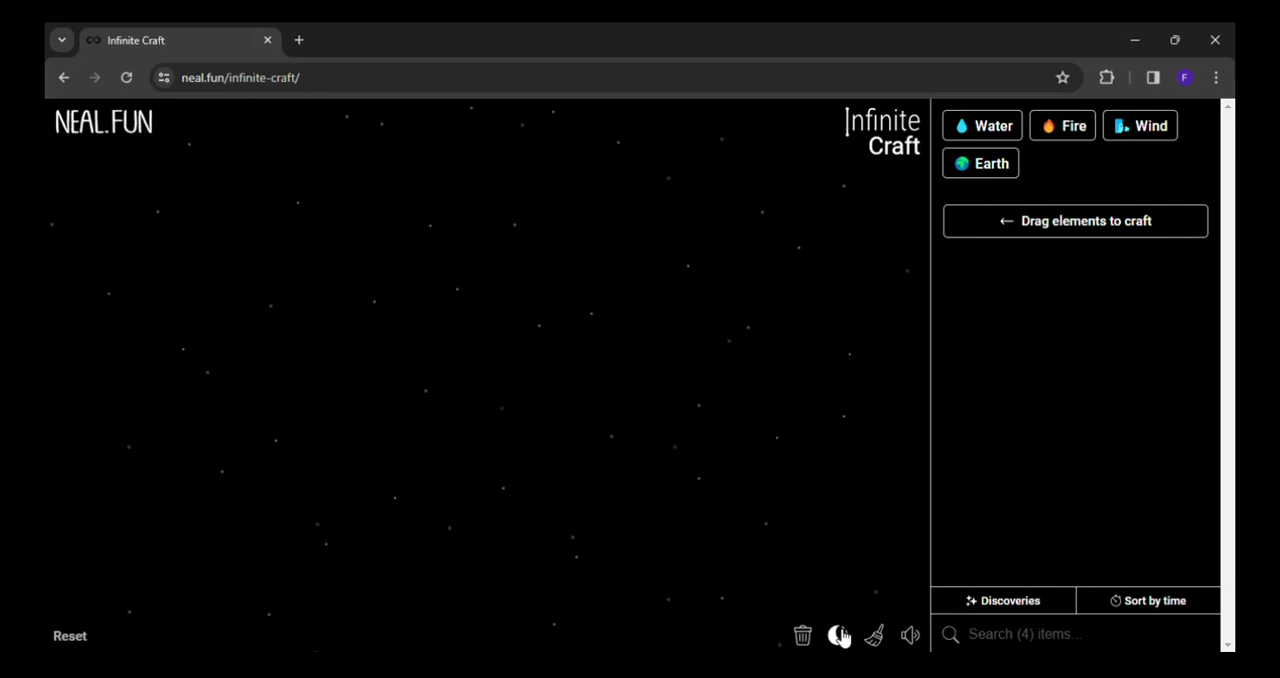 Infinite Craft
neal.fun/infinite-craft/
F
NEAL.FUN
Infinite
Craft
Water
Fire
Wind
Earth
← Drag elements to craft
Discoveries
Sort by time
Reset
Search (4) items...